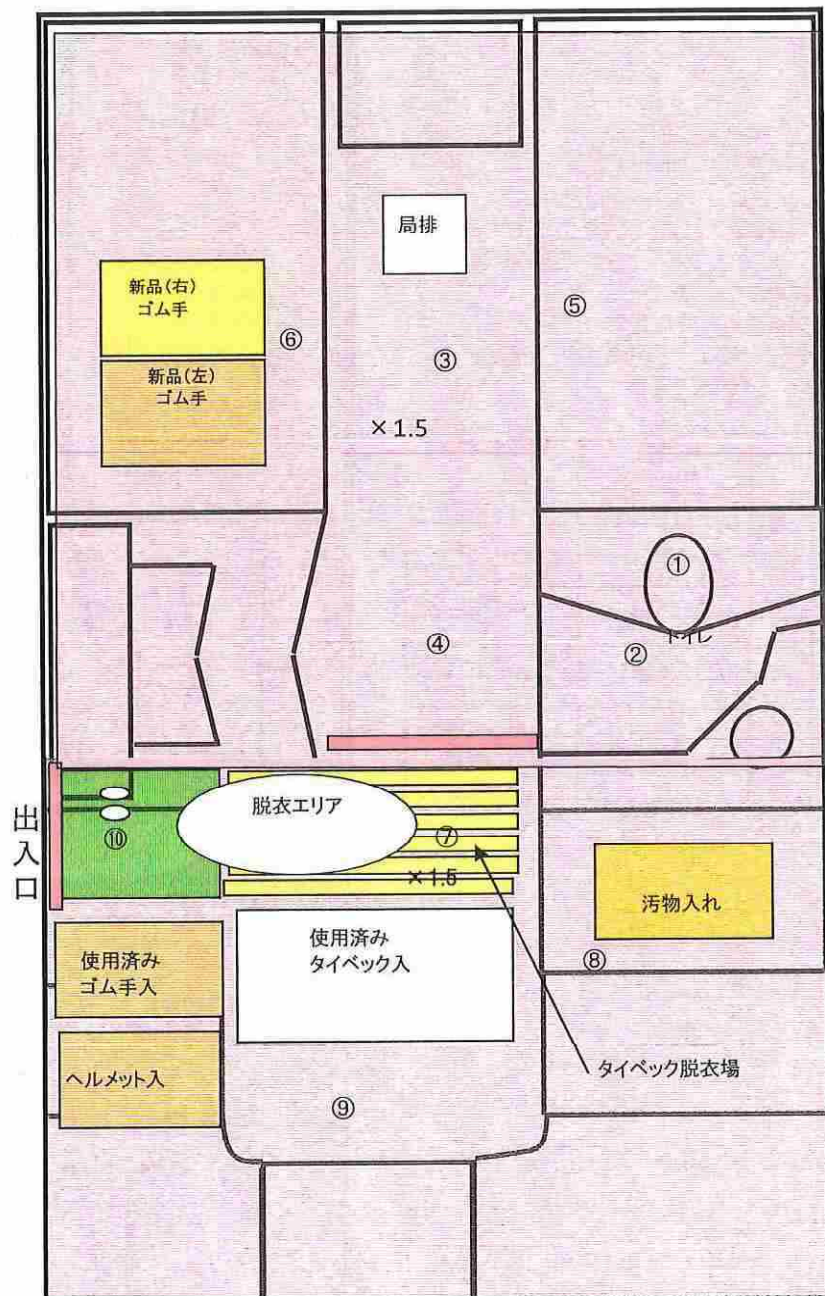 局排
新品(右)
ゴム手
⑥
新品(左)
ゴム手
⑤
③
×1.5
①
④
②
トイレ
出入口
脱衣エリア
⑩
⑦
×1.5
汚物入れ
使用済み
ゴム手入
使用済み
タイベック入
⑧
ヘルメット入
タイベック脱衣場
⑨